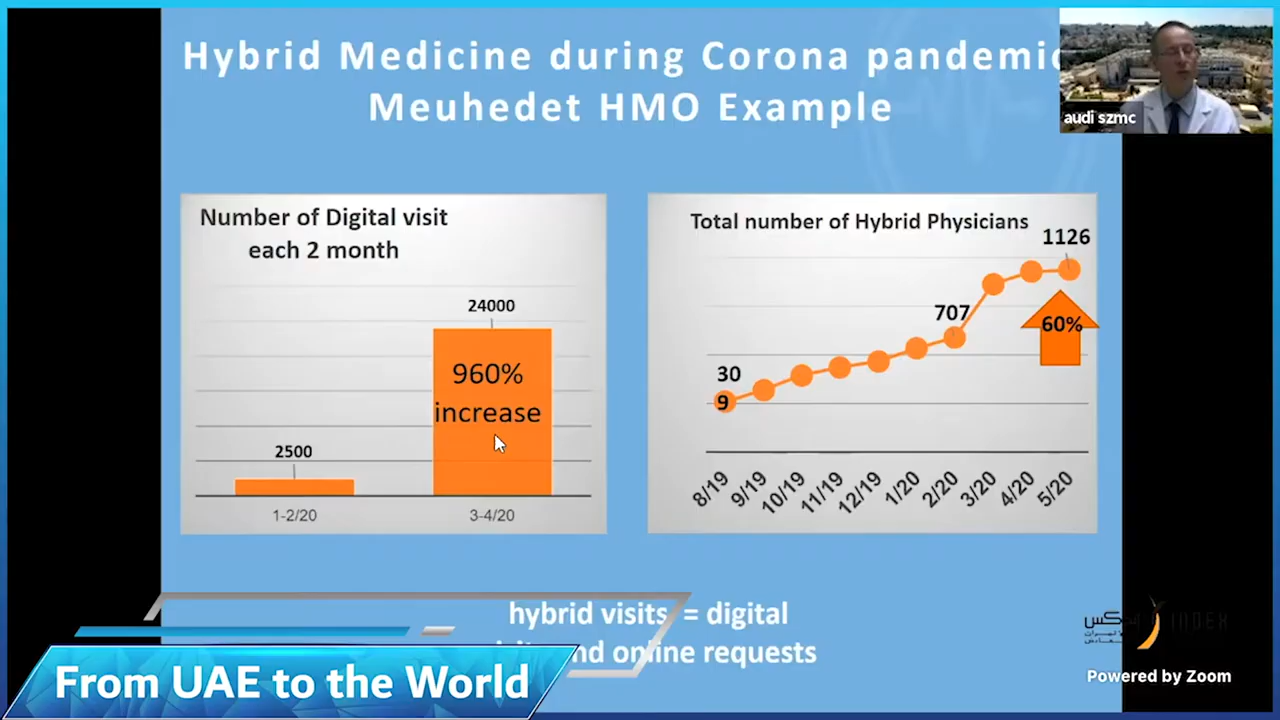 Hybrid Medicine during Corona pandemic
Meuhedet HMO Example
audi szmc
Number of Digital visit
each 2 month
24000
960%
increase
2500
1-2/20
3-4/20
Total number of Hybrid Physicians
1126
707
60%
30
9
8/19
9/19
10/19
11/19
12/19
1/20
2/20
3/20
4/20
5/20
hybrid visits = digital
and online requests
From UAE to the World
INDEX
Powered by Zoom